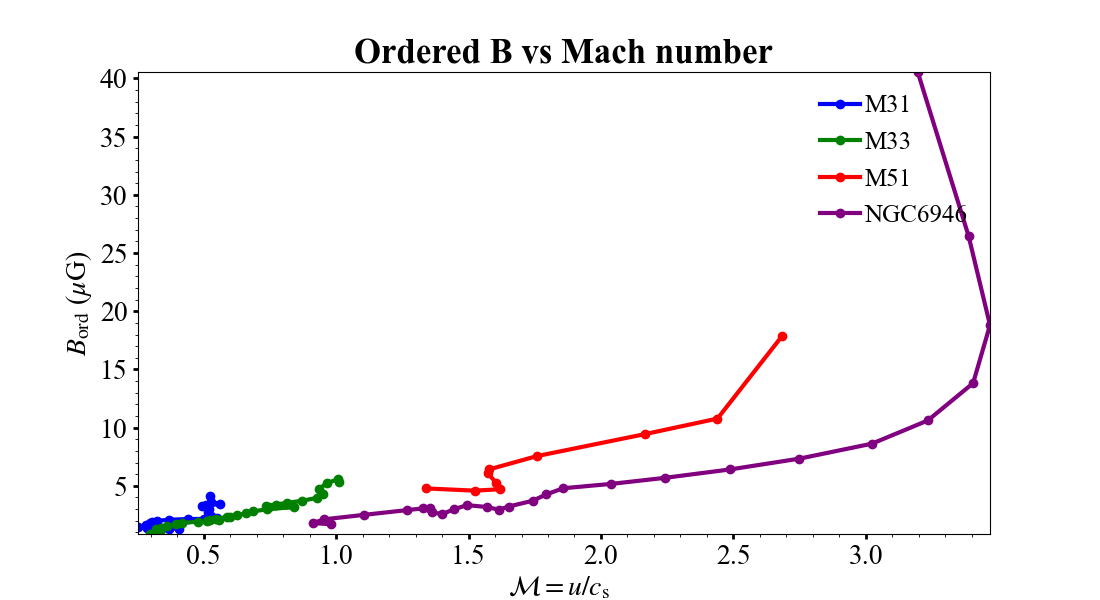 Ordered B vs Mach number
40
35
30
25
20
15
10
5
B_ord (μG)
M31
M33
M51
NGC6946
0.5 1.0 1.5 2.0 2.5 3.0
ℳ = u/c_s